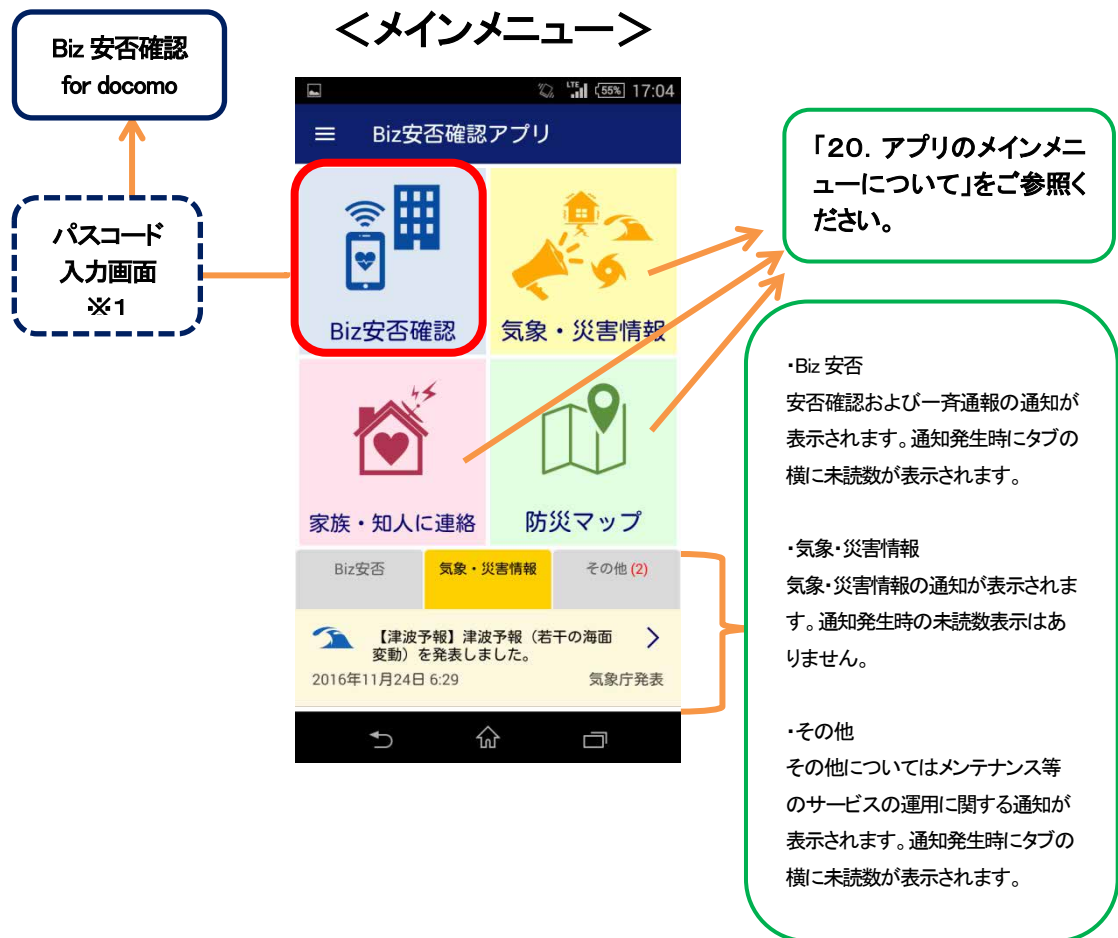 <メインメニュー>
Biz 安否確認
for docomo
パスコード
入力画面
※1
LTE 55% 17:04
Biz安否確認アプリ
Biz安否確認
気象・災害情報
家族・知人に連絡
防災マップ
Biz安否
気象・災害情報
その他(2)
【津波予報】津波予報（若干の海面
変動）を発表しました。
2016年11月24日 6:29
気象庁発表
「20．アプリのメインメニ
ューについて」をご参照く
ださい。
・Biz 安否
安否確認および一斉通報の通知が
表示されます。通知発生時にタブの
横に未読数が表示されます。
・気象・災害情報
気象・災害情報の通知が表示されま
す。通知発生時の未読数表示はあ
りません。
・その他
その他についてはメンテナンス等
のサービスの運用に関する通知が
表示されます。通知発生時にタブの
横に未読数が表示されます。